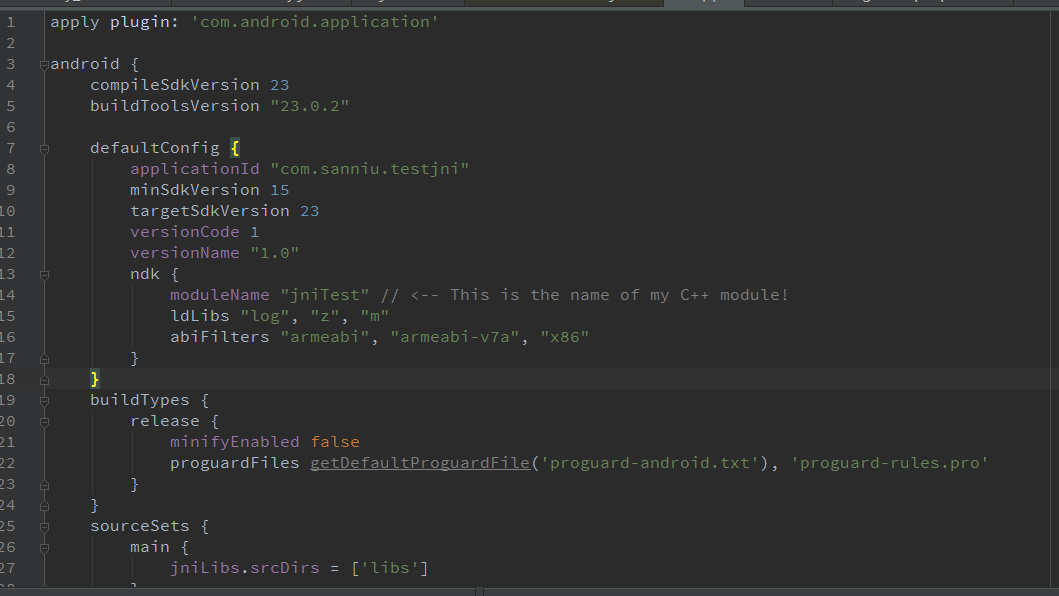 1 apply plugin: 'com.android.application'
2
3 android {
4 compileSdkVersion 23
5 buildToolsVersion "23.0.2"
6
7 defaultConfig {
8 applicationId "com.sanniu.testjni"
9 minSdkVersion 15
10 targetSdkVersion 23
11 versionCode 1
12 versionName "1.0"
13 ndk {
14 moduleName "jniTest" // <-- This is the name of my C++ module!
15 ldLibs "log", "z", "m"
16 abiFilters "armeabi", "armeabi-v7a", "x86"
17 }
18 }
19 buildTypes {
20 release {
21 minifyEnabled false
22 proguardFiles getDefaultProguardFile('proguard-android.txt'), 'proguard-rules.pro'
23 }
24 }
25 sourceSets {
26 main {
27 jniLibs.srcDirs = ['libs']